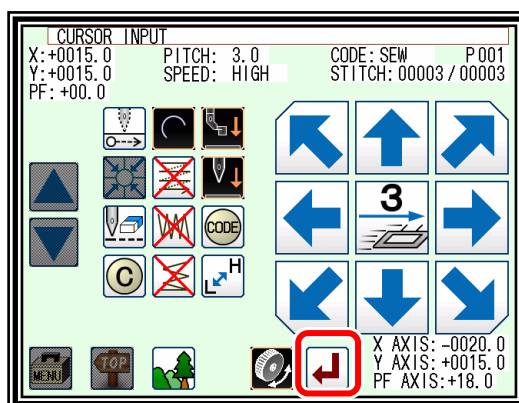 CURSOR INPUT
X:+0015.0 PITCH: 3.0 CODE:SEW P001
Y:+0015.0 SPEED: HIGH STITCH:00003/00003
PF:+00.0
3
CODE
C
L H
MENU
TOP
X AXIS:-0020.0
Y AXIS:+0015.0
PF AXIS:+18.0